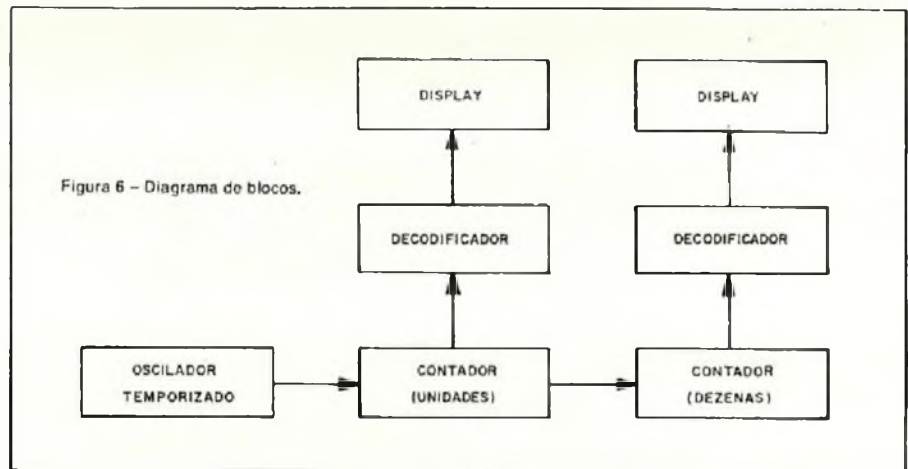 DISPLAY
DISPLAY
Figura 6 – Diagrama de blocos.
DECODIFICADOR
DECODIFICADOR
OSCILADOR
TEMPORIZADO
CONTADOR
(UNIDADES)
CONTADOR
(DEZENAS)